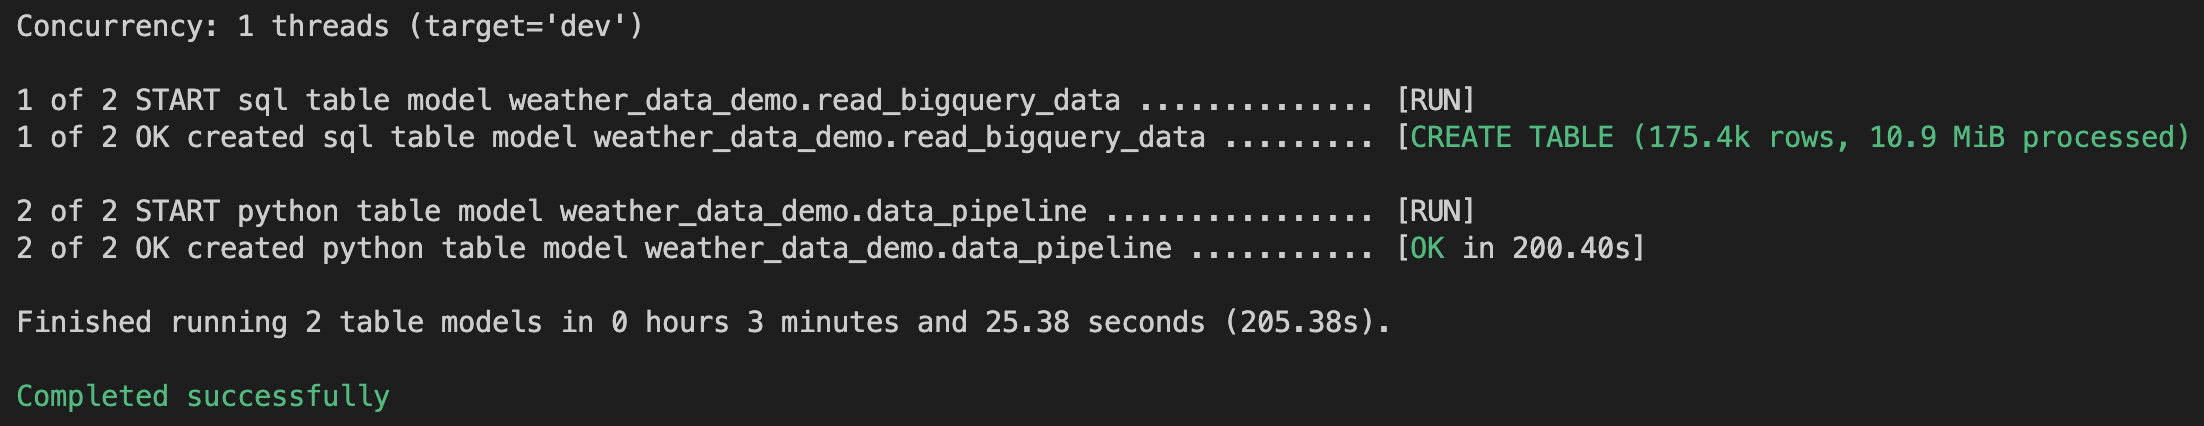 Concurrency: 1 threads (target='dev')
1 of 2 START sql table model weather_data_demo.read_bigquery_data .............. [RUN]
1 of 2 OK created sql table model weather_data_demo.read_bigquery_data ......... [CREATE TABLE (175.4k rows, 10.9 MiB processed)
2 of 2 START python table model weather_data_demo.data_pipeline ................ [RUN]
2 of 2 OK created python table model weather_data_demo.data_pipeline ........... [OK in 200.40s]
Finished running 2 table models in 0 hours 3 minutes and 25.38 seconds (205.38s).
Completed successfully